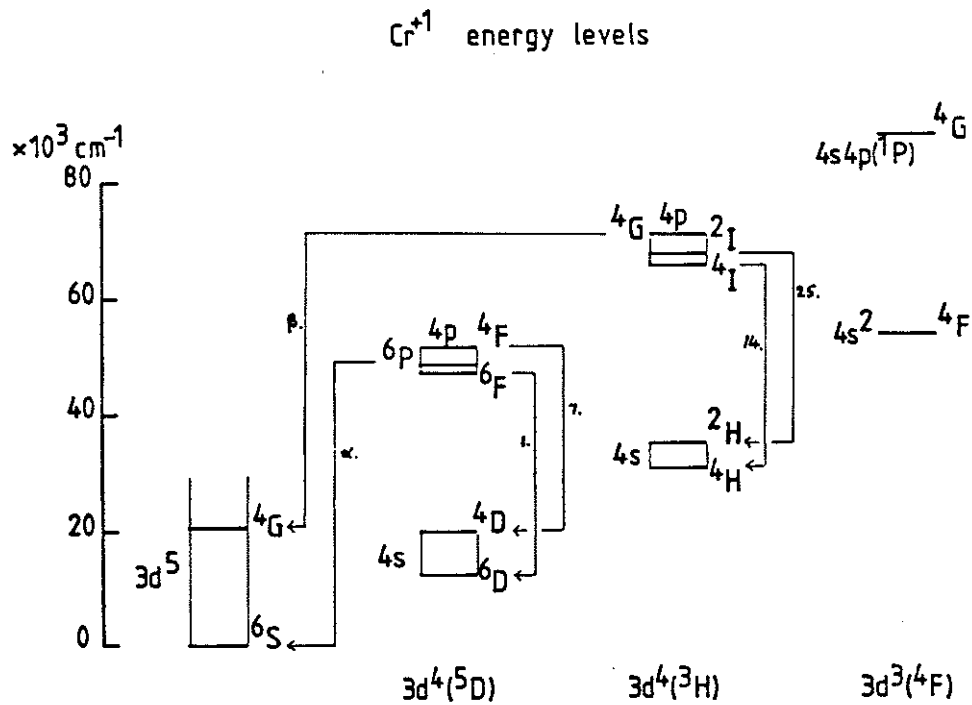 Cr⁺¹ energy levels
×10³ cm⁻¹
80
60
40
20
0
3d⁵
⁴G
⁶S
β.
α.
⁶P
4p
⁴F
⁶F
4s
⁴D
⁶D
1.
7.
3d⁴(⁵D)
⁴G
4p
²I
⁴I
4s
²H
⁴H
14.
25.
3d⁴(³H)
⁴G
4s4p(¹P)
4s²
⁴F
3d³(⁴F)